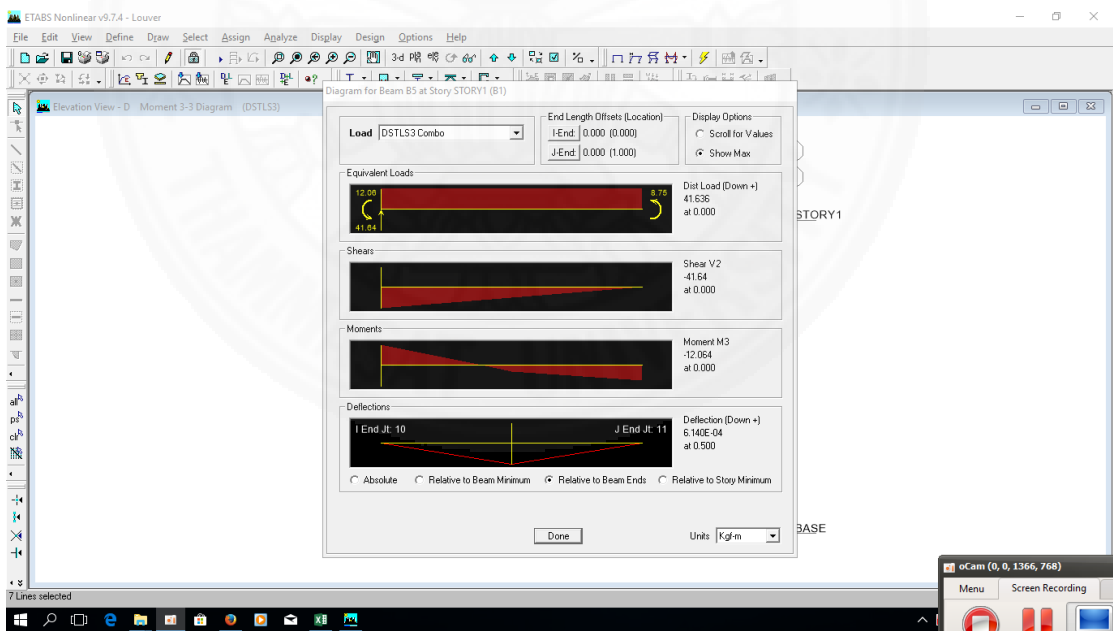 ETABS Nonlinear v9.7.4 - Louver
File Edit View Define Draw Select Assign Analyze Display Design Options Help
3-d
Elevation View - D Moment 3-3 Diagram (DSTLS3)
Diagram for Beam B5 at Story STORY1 (B1)
Load DSTLS3 Combo
End Length Offsets (Location)
I-End: 0.000 (0.000)
J-End: 0.000 (1.000)
Display Options
Scroll for Values
Show Max
Equivalent Loads
12.06
8.75
41.64
Dist Load (Down +)
41.636
at 0.000
STORY1
Shears
Shear V2
-41.64
at 0.000
Moments
Moment M3
-12.064
at 0.000
all
ps
clr
Deflections
I End Jt: 10
J End Jt: 11
Deflection (Down +)
6.140E-04
at 0.500
Absolute Relative to Beam Minimum Relative to Beam Ends Relative to Story Minimum
Done
Units Kgf-m
BASE
7 Lines selected
oCam (0, 0, 1366, 768)
Menu Screen Recording